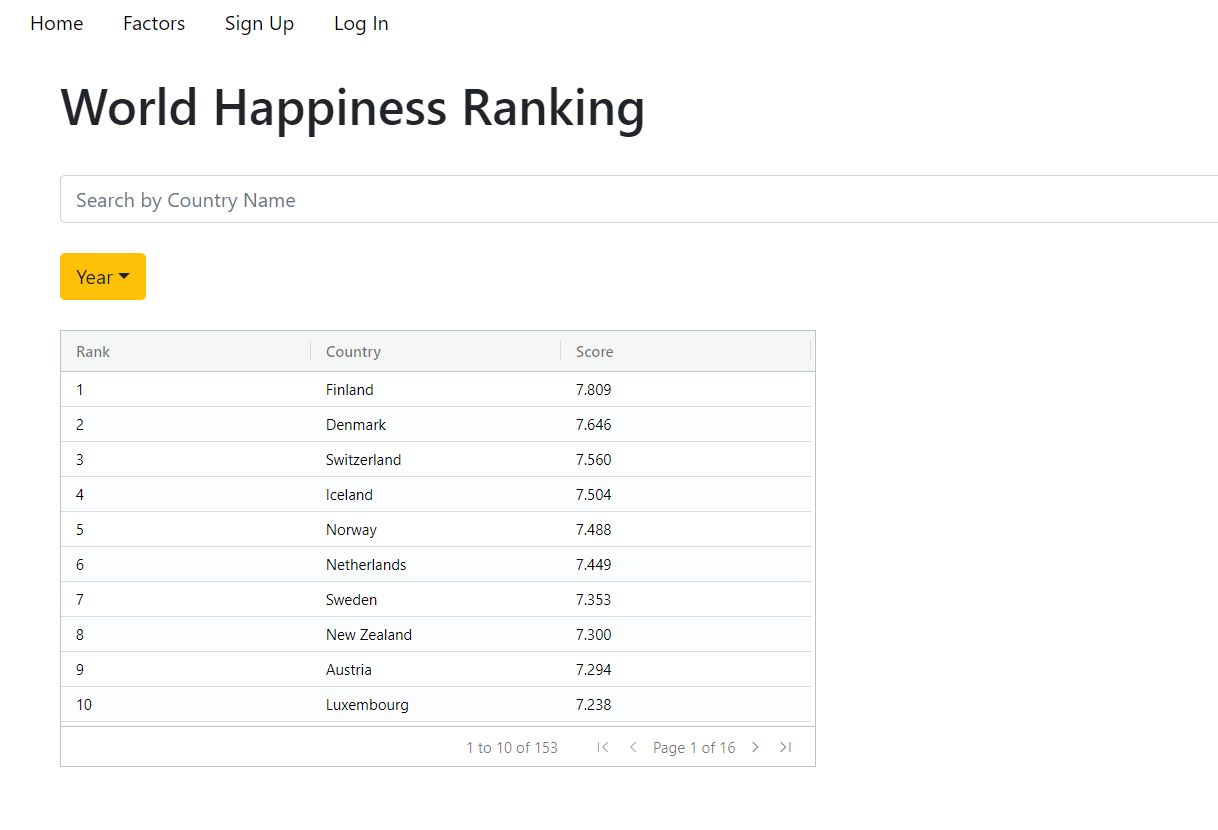 Home Factors Sign Up Log In
World Happiness Ranking
Search by Country Name
Year
Rank Country Score
1 Finland 7.809
2 Denmark 7.646
3 Switzerland 7.560
4 Iceland 7.504
5 Norway 7.488
6 Netherlands 7.449
7 Sweden 7.353
8 New Zealand 7.300
9 Austria 7.294
10 Luxembourg 7.238
1 to 10 of 153 Page 1 of 16